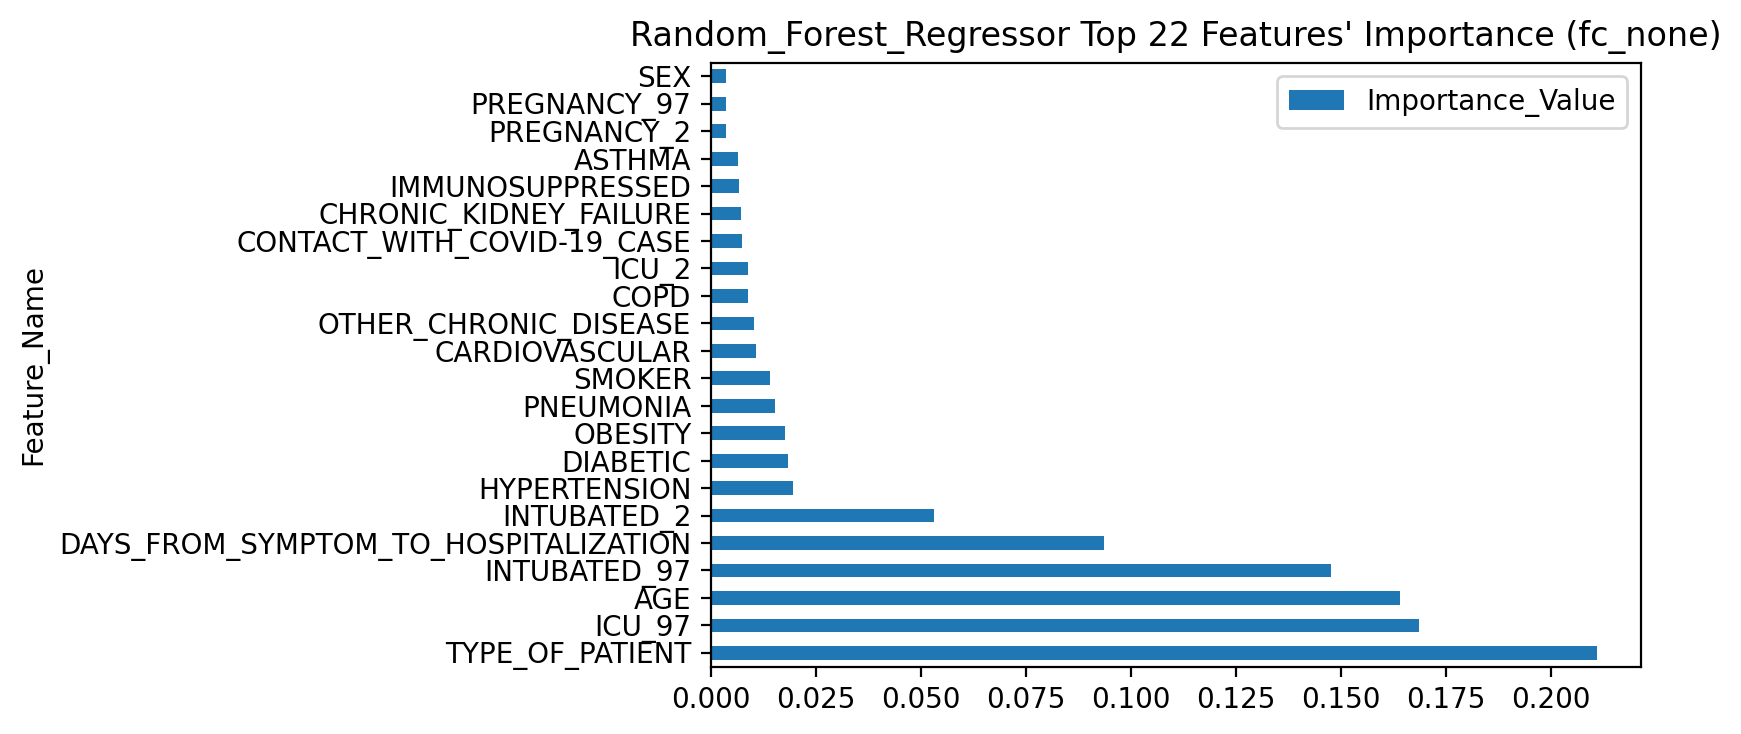 Random_Forest_Regressor Top 22 Features' Importance (fc_none)
Importance_Value
Feature_Name
SEX
PREGNANCY_97
PREGNANCY_2
ASTHMA
IMMUNOSUPPRESSED
CHRONIC_KIDNEY_FAILURE
CONTACT_WITH_COVID-19_CASE
ICU_2
COPD
OTHER_CHRONIC_DISEASE
CARDIOVASCULAR
SMOKER
PNEUMONIA
OBESITY
DIABETIC
HYPERTENSION
INTUBATED_2
DAYS_FROM_SYMPTOM_TO_HOSPITALIZATION
INTUBATED_97
AGE
ICU_97
TYPE_OF_PATIENT
0.000 0.025 0.050 0.075 0.100 0.125 0.150 0.175 0.200